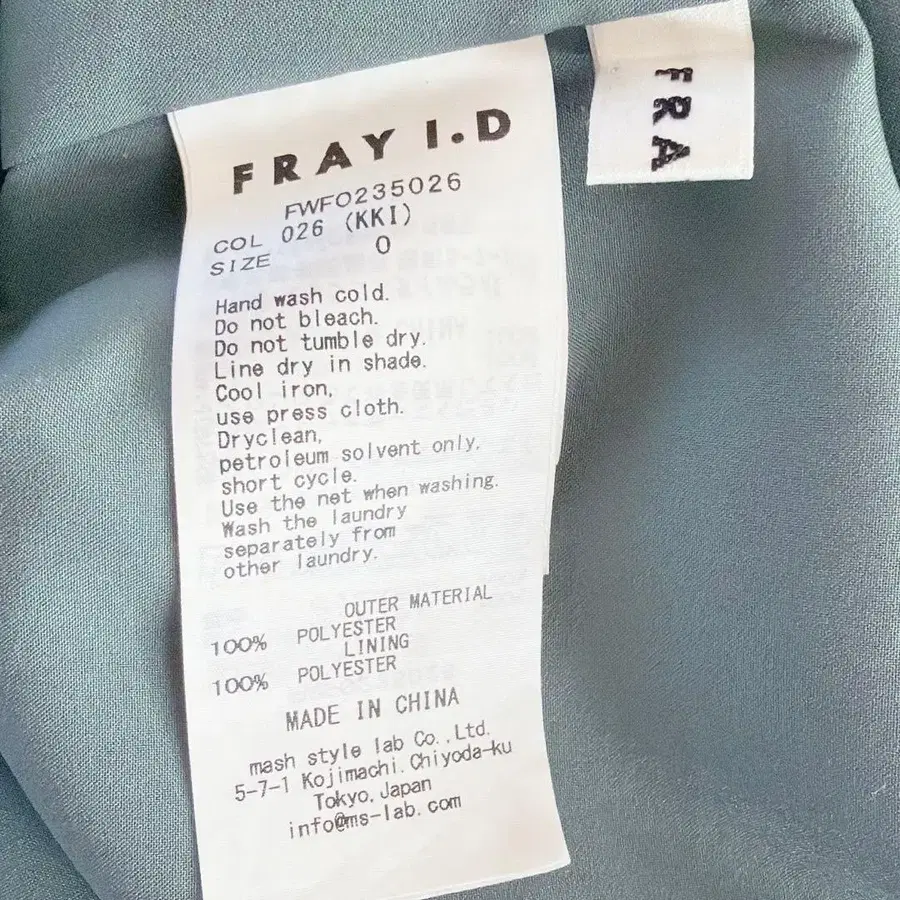 FRAY I.D
FWFO235026
COL 026 (KKI)
SIZE 0
Hand wash cold.
Do not bleach.
Do not tumble dry.
Line dry in shade.
Cool iron,
use press cloth.
Dryclean,
petroleum solvent only,
short cycle.
Use the net when washing.
Wash the laundry
separately from
other laundry.
OUTER MATERIAL
100% POLYESTER
LINING
100% POLYESTER
MADE IN CHINA
mash style lab Co.,Ltd.
5-7-1 Kojimachi.Chiyoda-ku
Tokyo,Japan
info@ms-lab.com
FRA